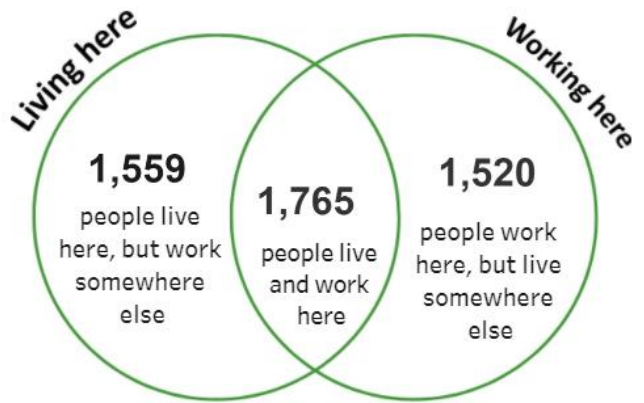 Living here
Working here
1,559
people live
here, but work
somewhere
else
1,765
people live
and work
here
1,520
people work
here, but live
somewhere
else